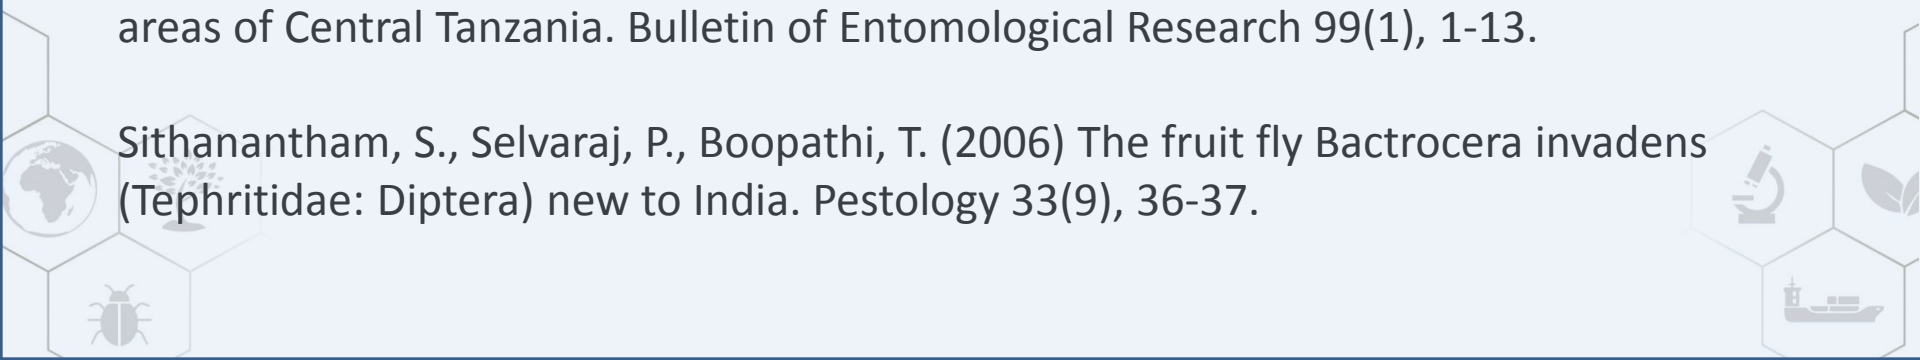 areas of Central Tanzania. Bulletin of Entomological Research 99(1), 1-13.
Sithanantham, S., Selvaraj, P., Boopathi, T. (2006) The fruit fly Bactrocera invadens
(Tephritidae: Diptera) new to India. Pestology 33(9), 36-37.